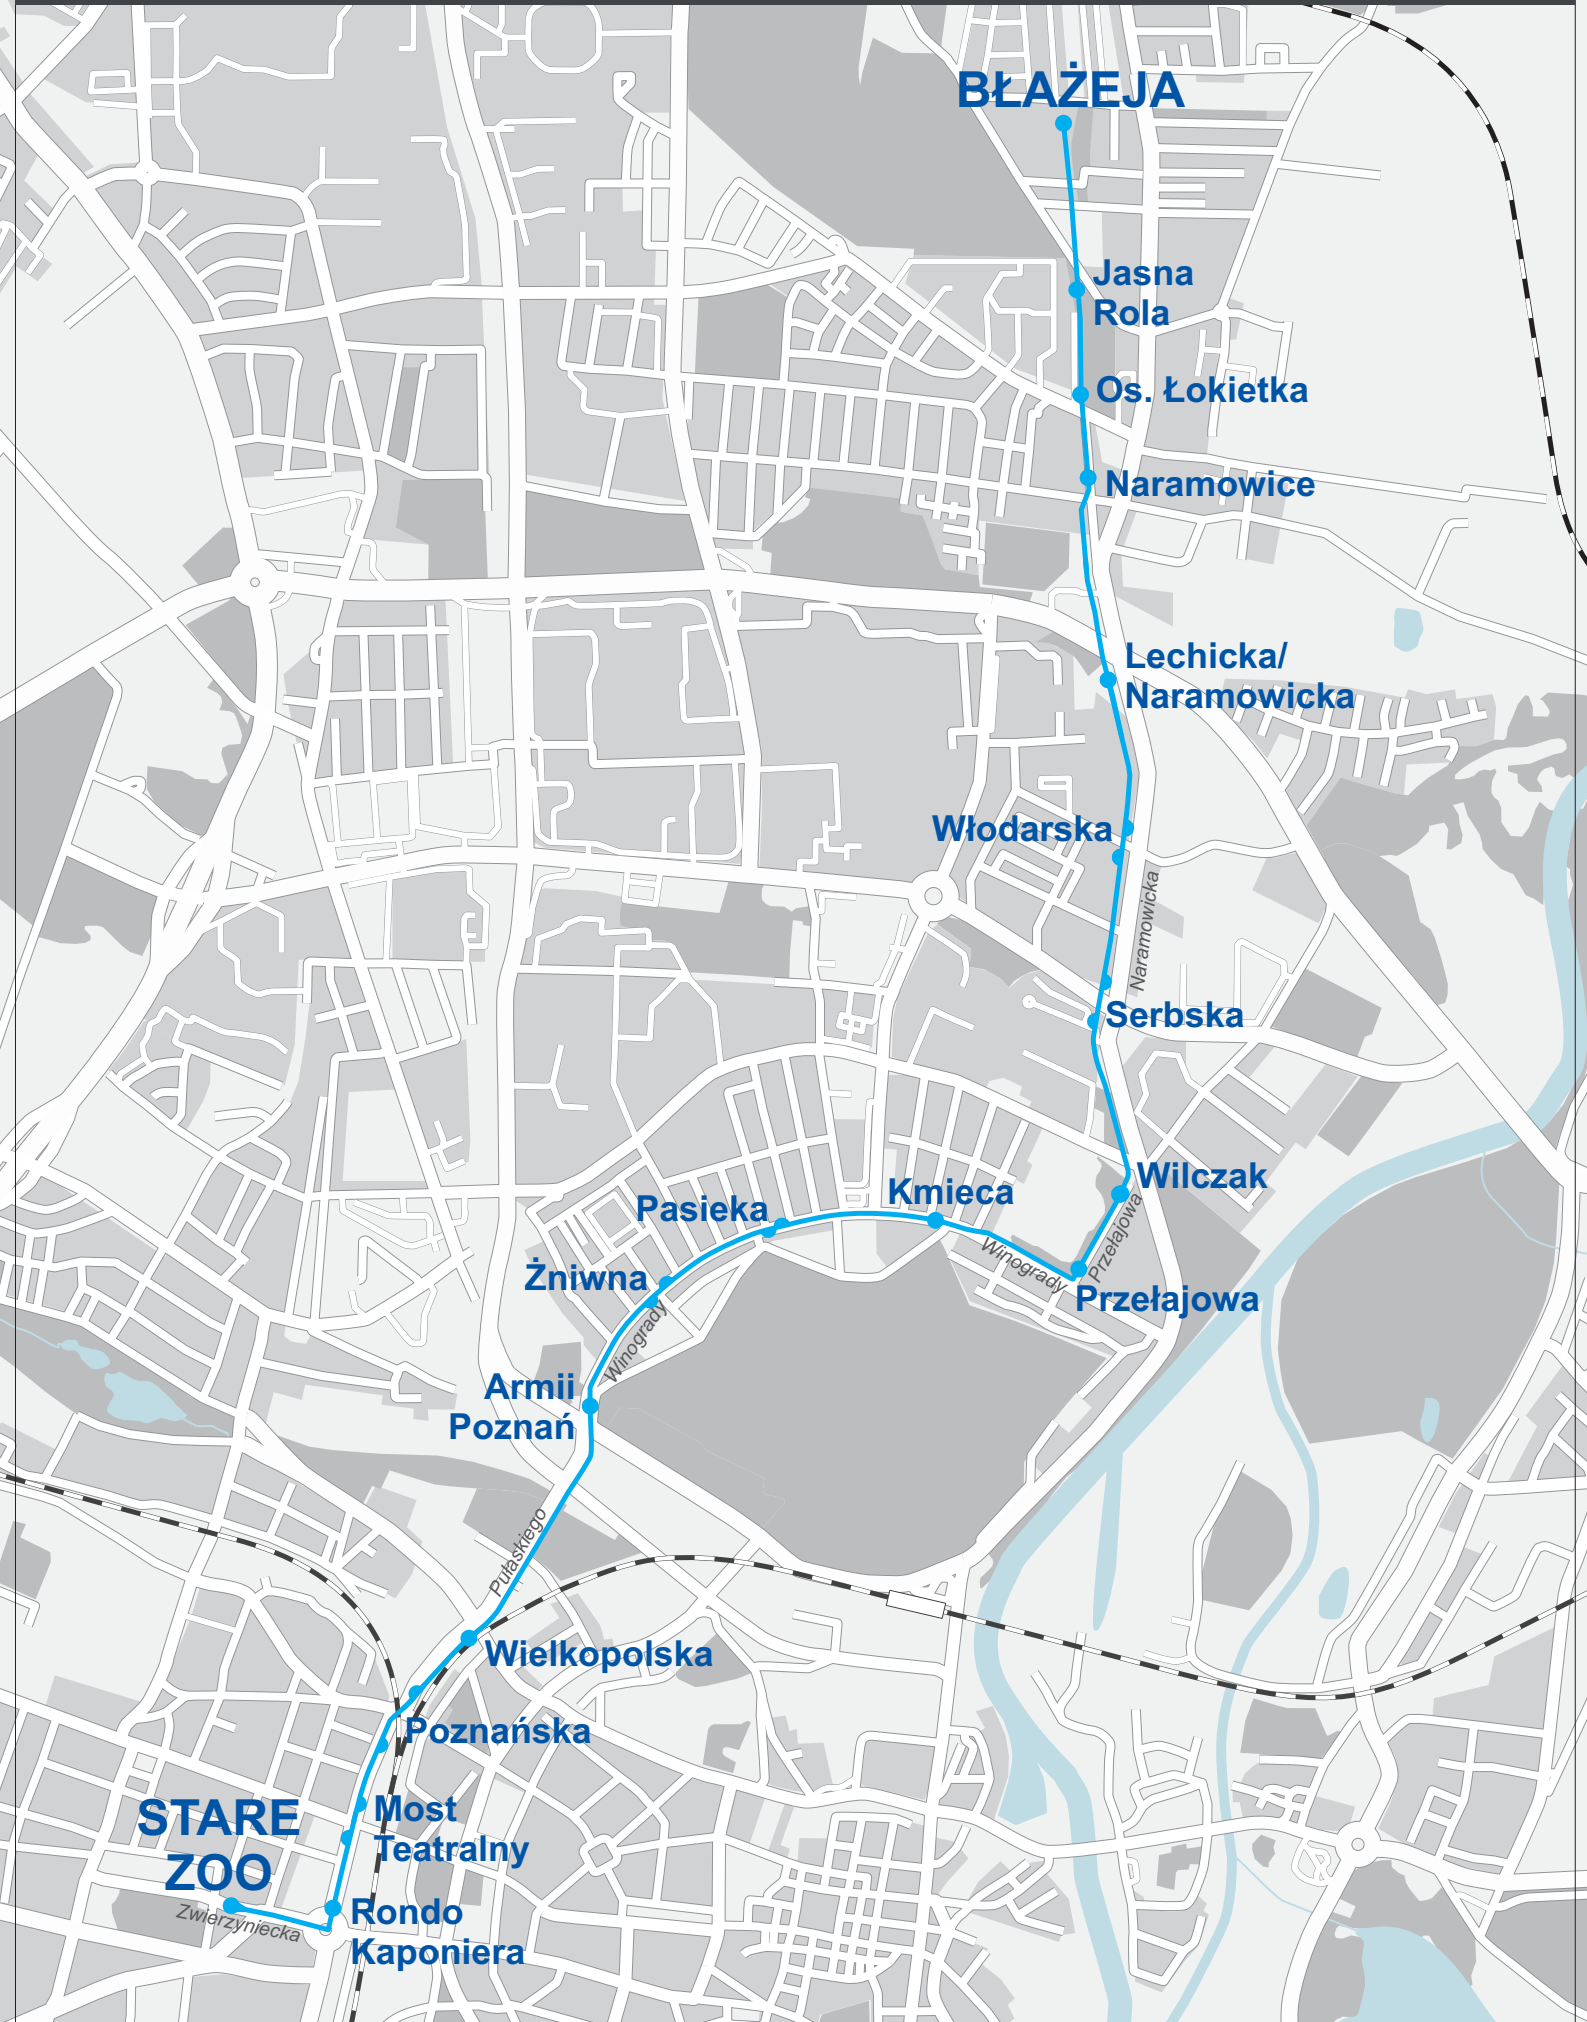 BŁAŻEJA
Jasna
Rola
Os. Łokietka
Naramowice
Lechicka/
Naramowicka
Włodarska
Naramowicka
Serbska
Wilczak
Przełajowa
Kmieca
Winogrady
Przełajowa
Pasieka
Żniwna
Winogrady
Armii
Poznań
Pułaskiego
Wielkopolska
Poznańska
Most
Teatralny
STARE
ZOO
Zwierzyniecka
Rondo
Kaponiera